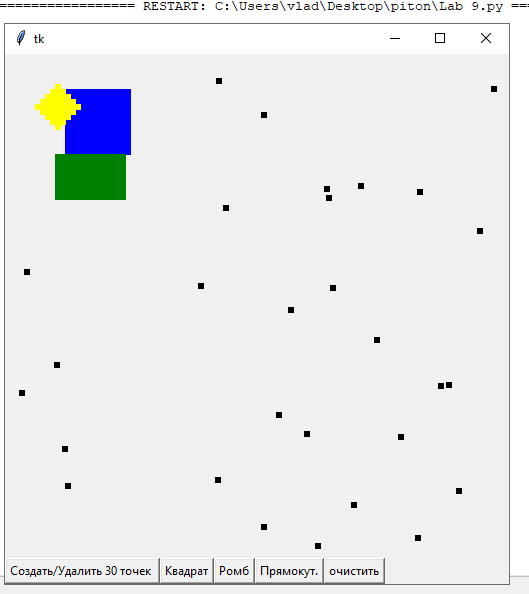 ================= RESTART: C:\Users\vlad\Desktop\piton\Lab 9.py ===
tk
Создать/Удалить 30 точек Квадрат Ромб Прямокут. очистить